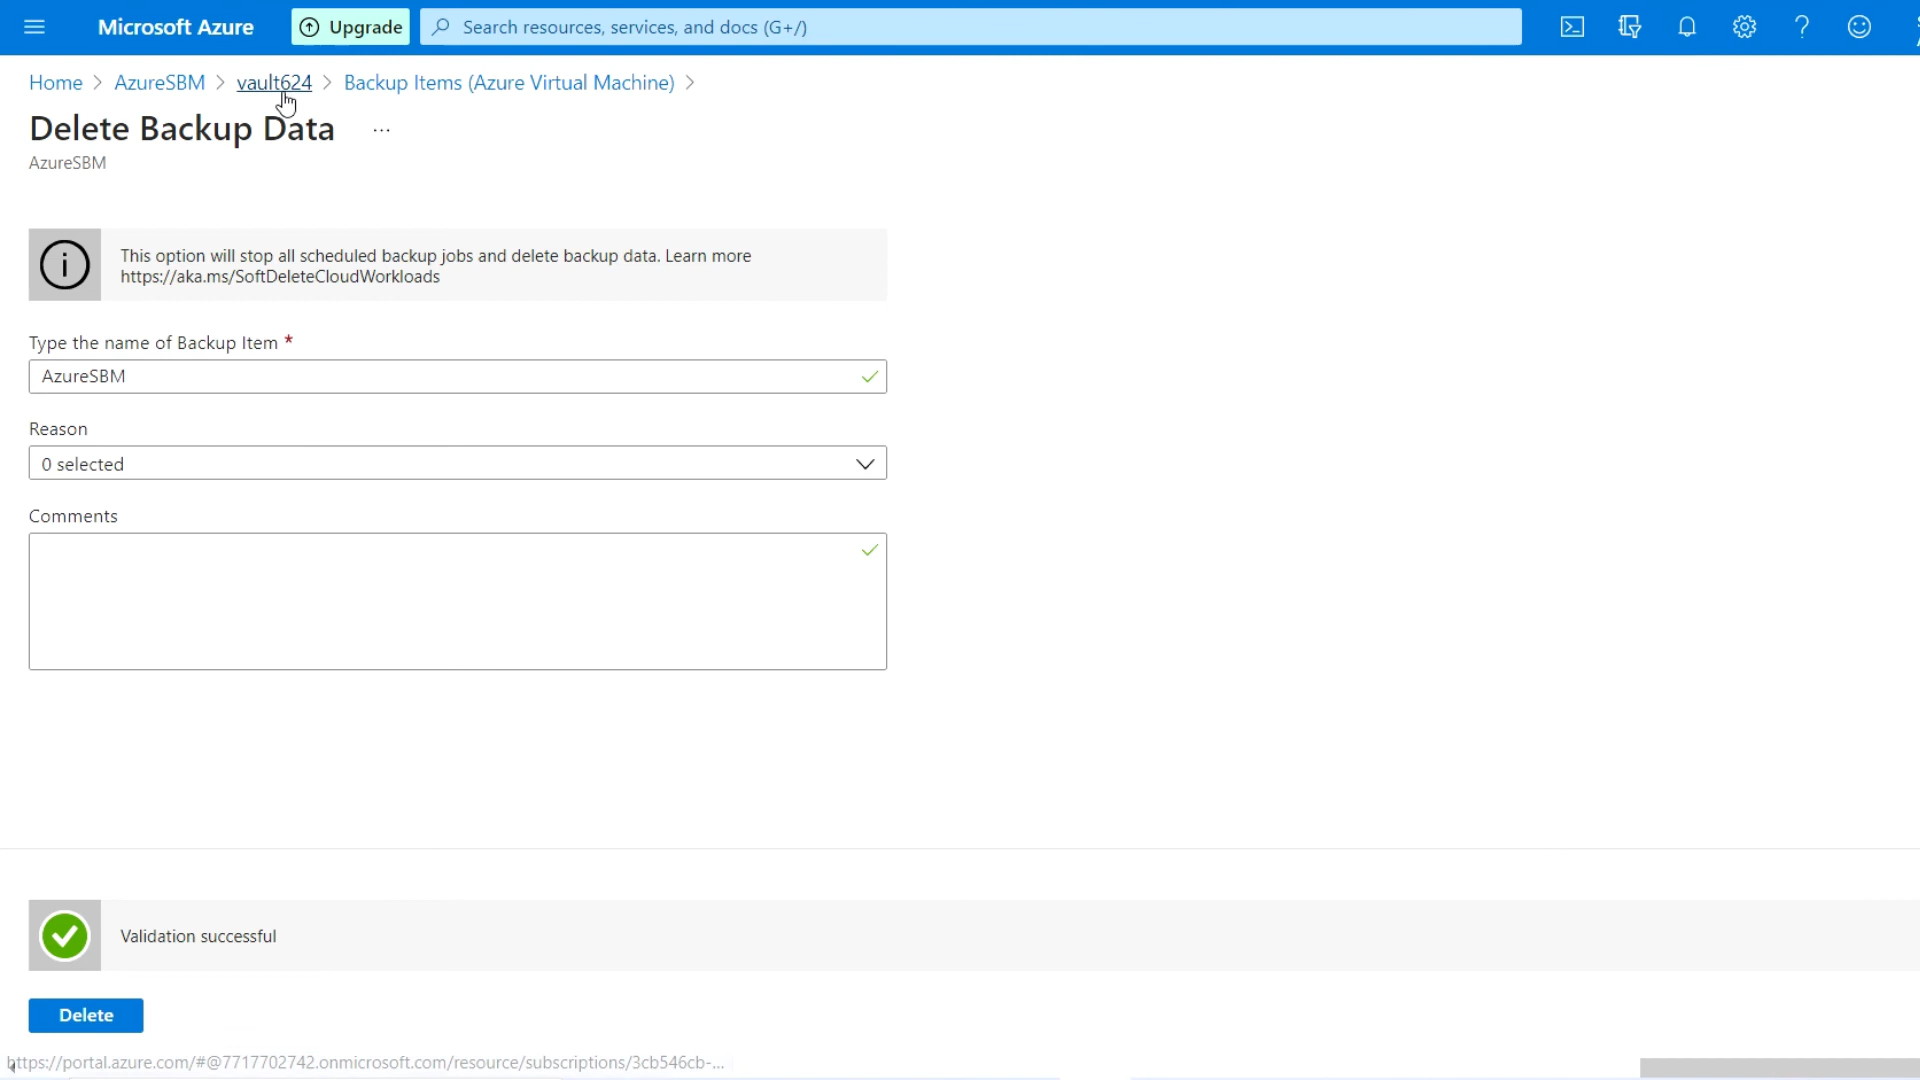 Microsoft Azure
Upgrade
Search resources, services, and docs (G+/)
Home > AzureSBM > vault624 > Backup Items (Azure Virtual Machine) >
Delete Backup Data ...
AzureSBM
This option will stop all scheduled backup jobs and delete backup data. Learn more
https://aka.ms/SoftDeleteCloudWorkloads
Type the name of Backup Item *
AzureSBM
Reason
0 selected
Comments
Validation successful
Delete
https://portal.azure.com/#@7717702742.onmicrosoft.com/resource/subscriptions/3cb546cb-...